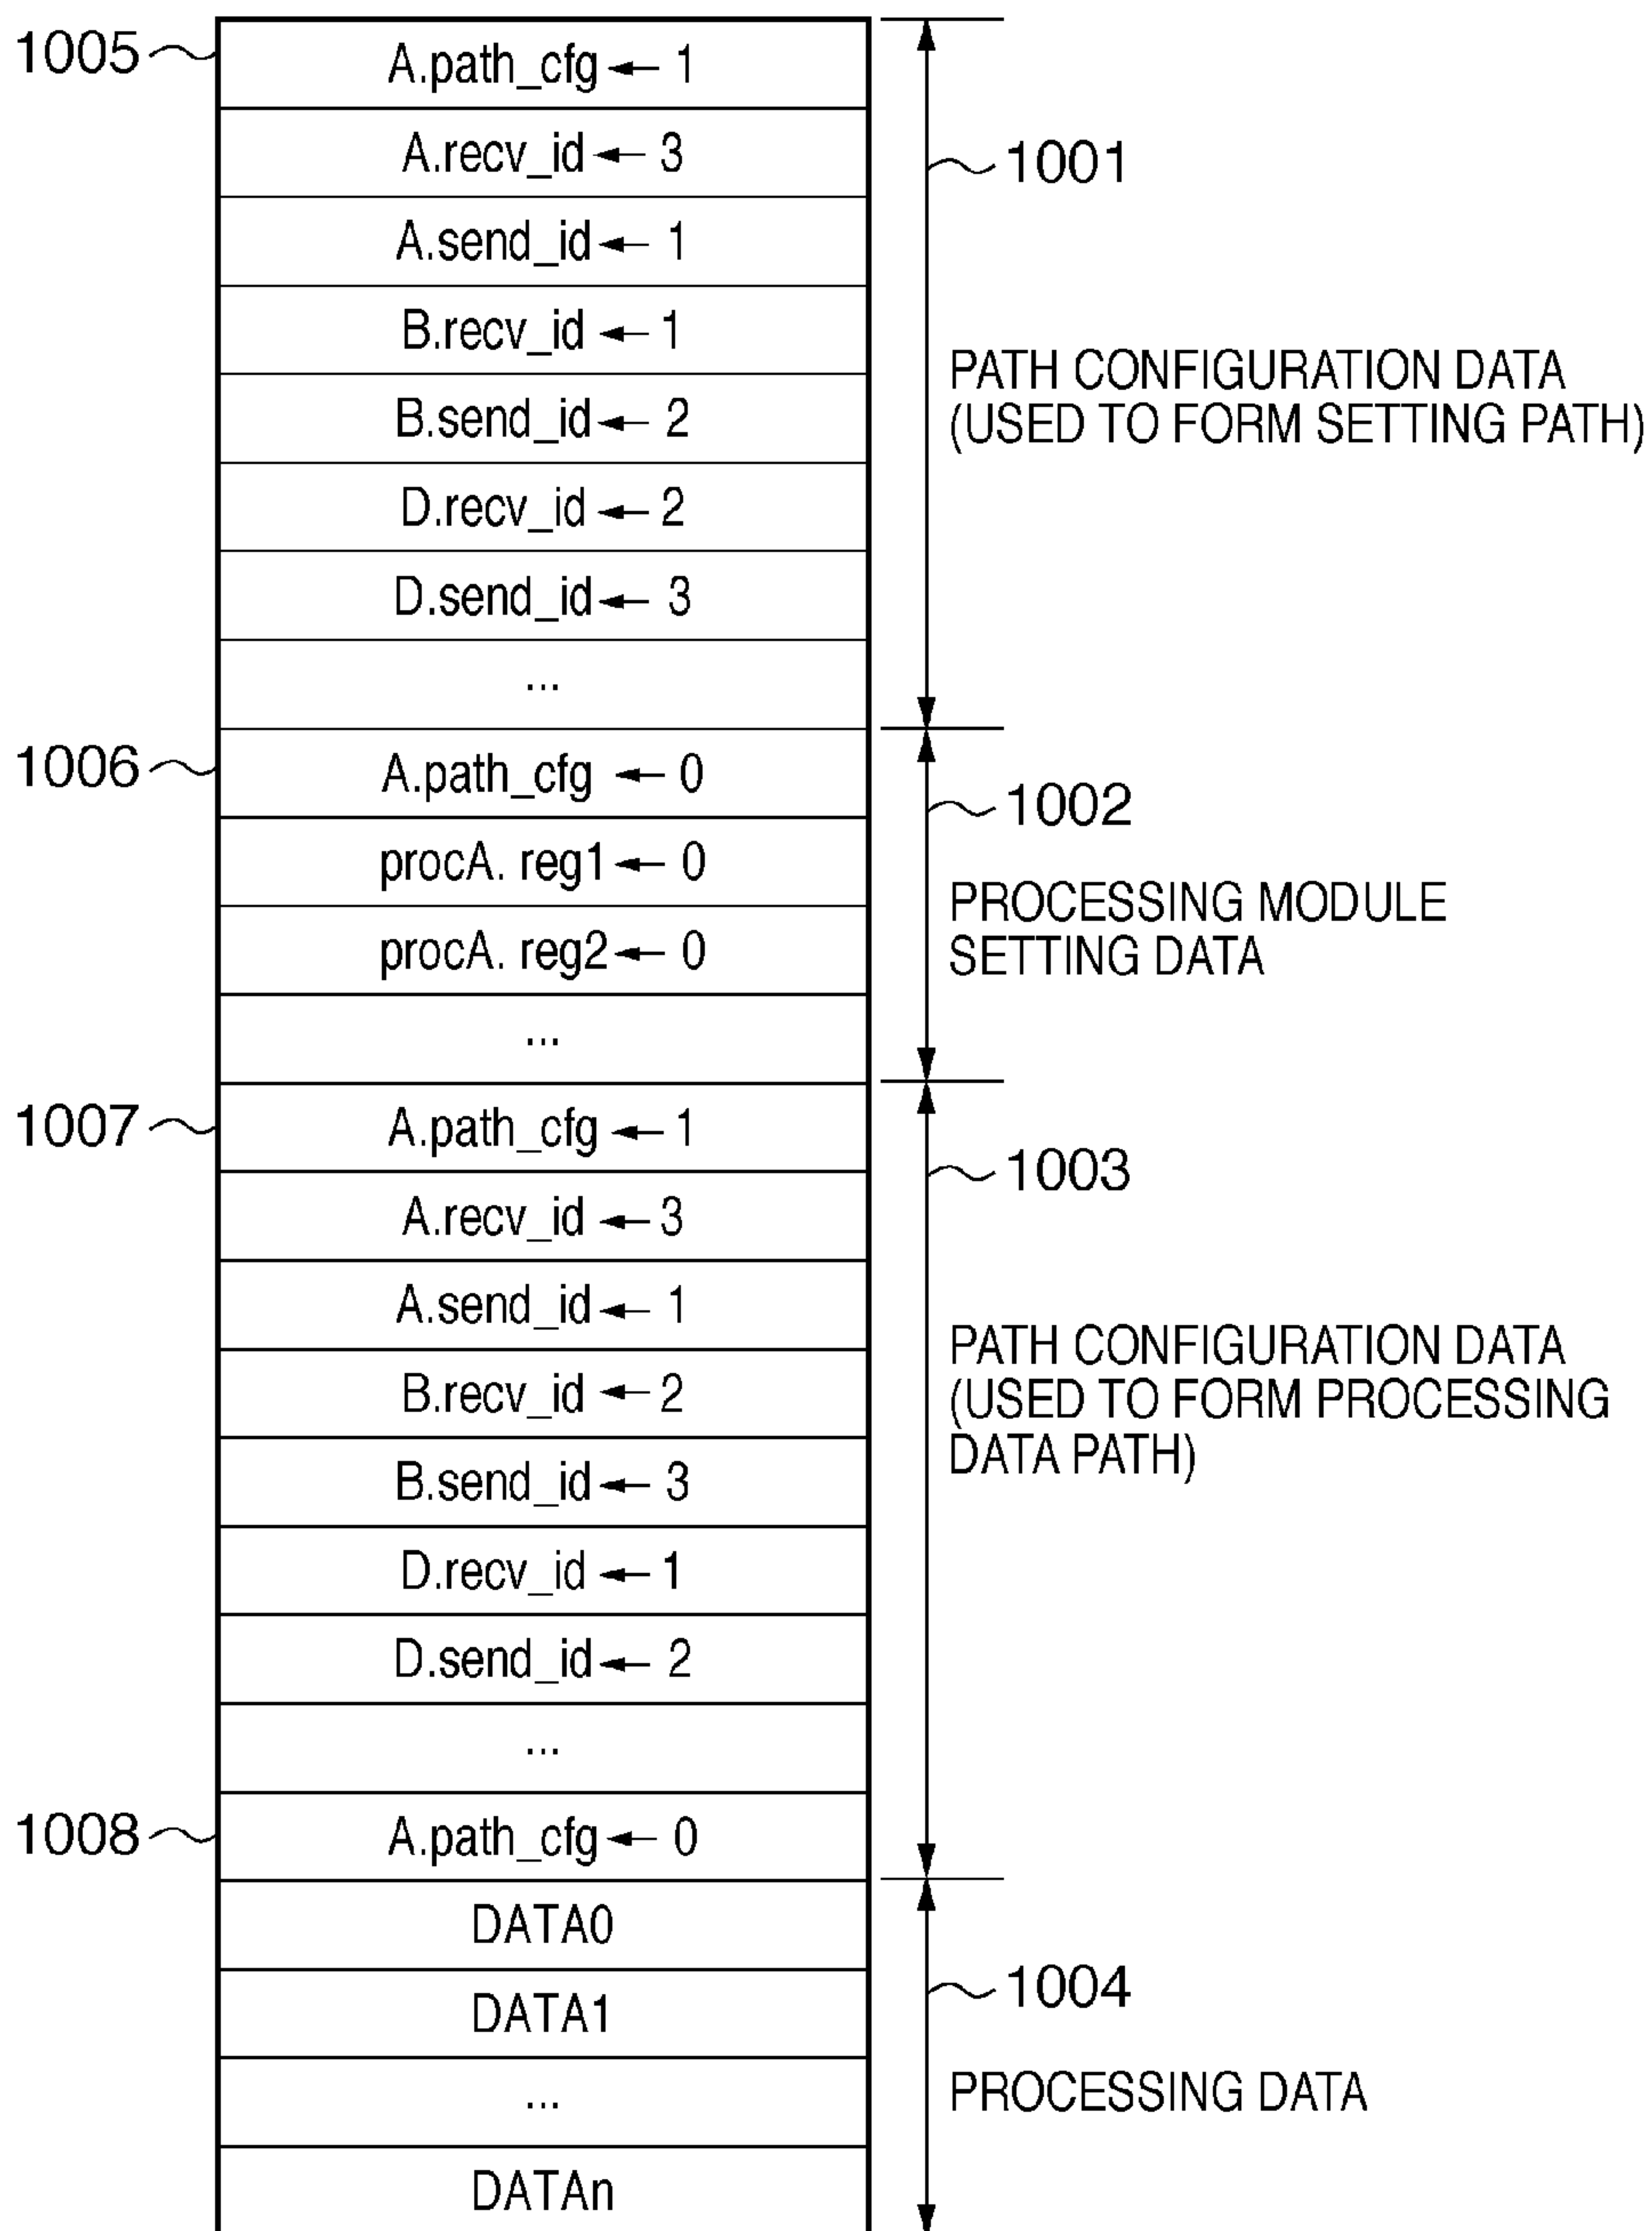 1005
A.path_cfg ← 1
A.recv_id ← 3
1001
A.send_id ← 1
B.recv_id ← 1
PATH CONFIGURATION DATA
(USED TO FORM SETTING PATH)
B.send_id ← 2
D.recv_id ← 2
D.send_id ← 3
...
1006
A.path_cfg ← 0
1002
procA. reg1 ← 0
PROCESSING MODULE
SETTING DATA
procA. reg2 ← 0
...
1007
A.path_cfg ← 1
1003
A.recv_id ← 3
A.send_id ← 1
PATH CONFIGURATION DATA
(USED TO FORM PROCESSING
DATA PATH)
B.recv_id ← 2
B.send_id ← 3
D.recv_id ← 1
D.send_id ← 2
...
1008
A.path_cfg ← 0
DATA0
1004
DATA1
PROCESSING DATA
...
DATAn